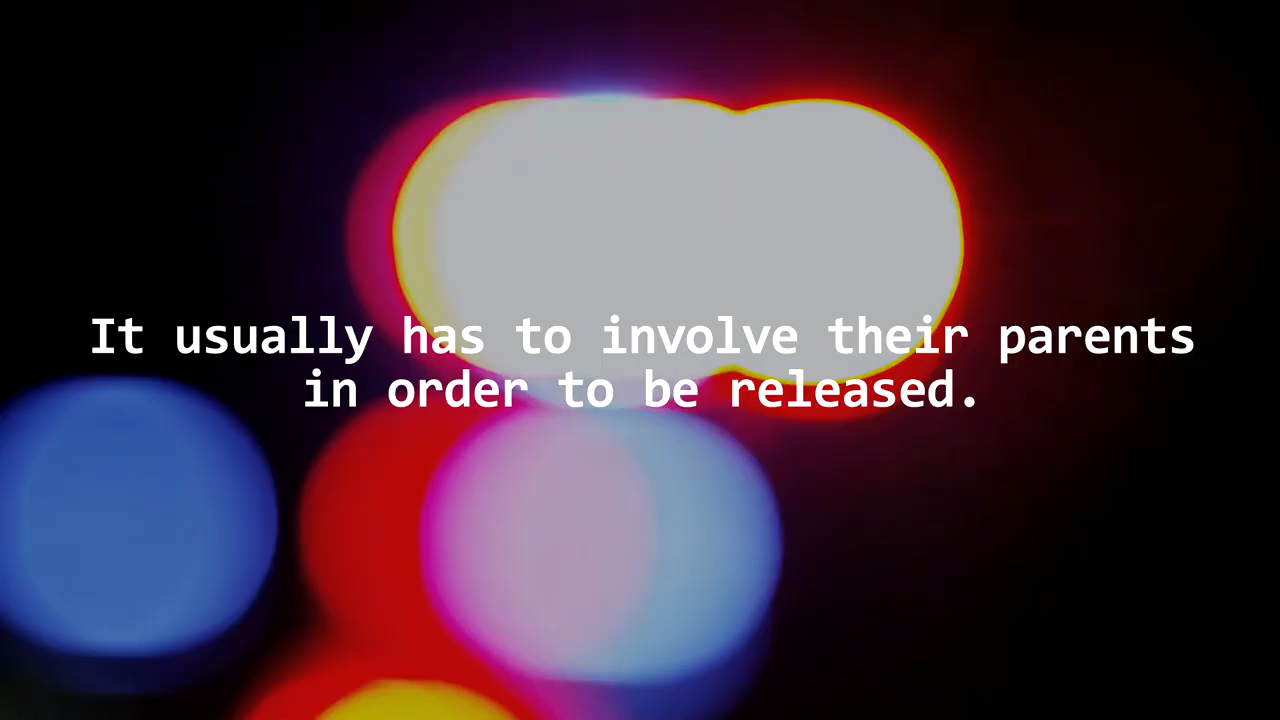 It usually has to involve their parents
in order to be released.